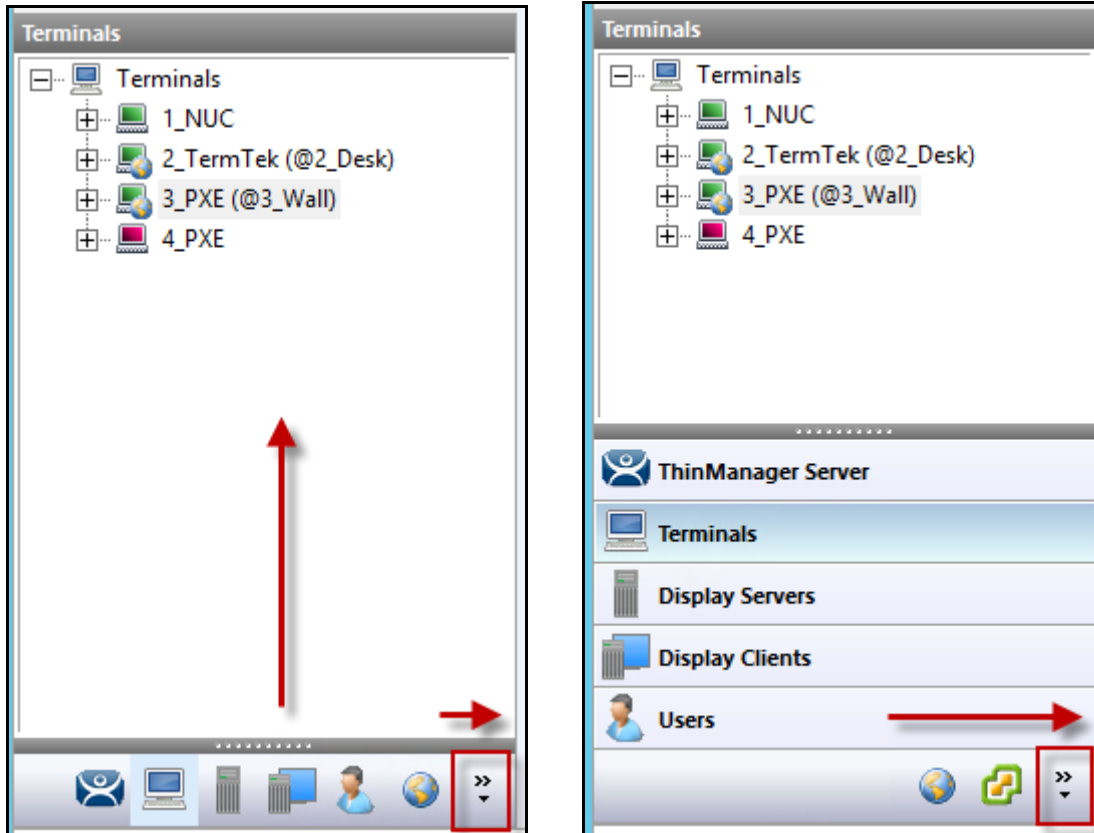 Terminals
Terminals
1_NUC
2_TermTek (@2_Desk)
3_PXE (@3_Wall)
4_PXE
Terminals
Terminals
1_NUC
2_TermTek (@2_Desk)
3_PXE (@3_Wall)
4_PXE
ThinManager Server
Terminals
Display Servers
Display Clients
Users